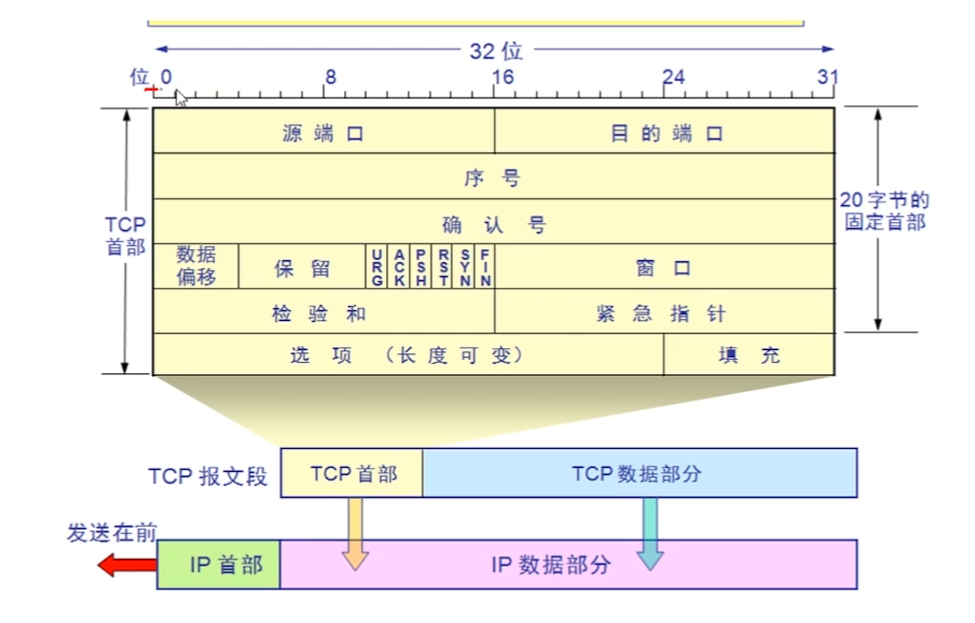 32 位
位 0 8 16 24 31
源 端 口 目 的 端 口
序 号
20 字节的
固定首部
确 认 号
TCP
首部
数据
偏移
保 留
URG
ACK
PSH
RST
SYN
FIN
窗 口
检 验 和 紧 急 指 针
选 项 (长 度 可 变) 填 充
TCP 报文段 TCP 首部 TCP 数据部分
发送在前
IP 首部 IP 数据部分